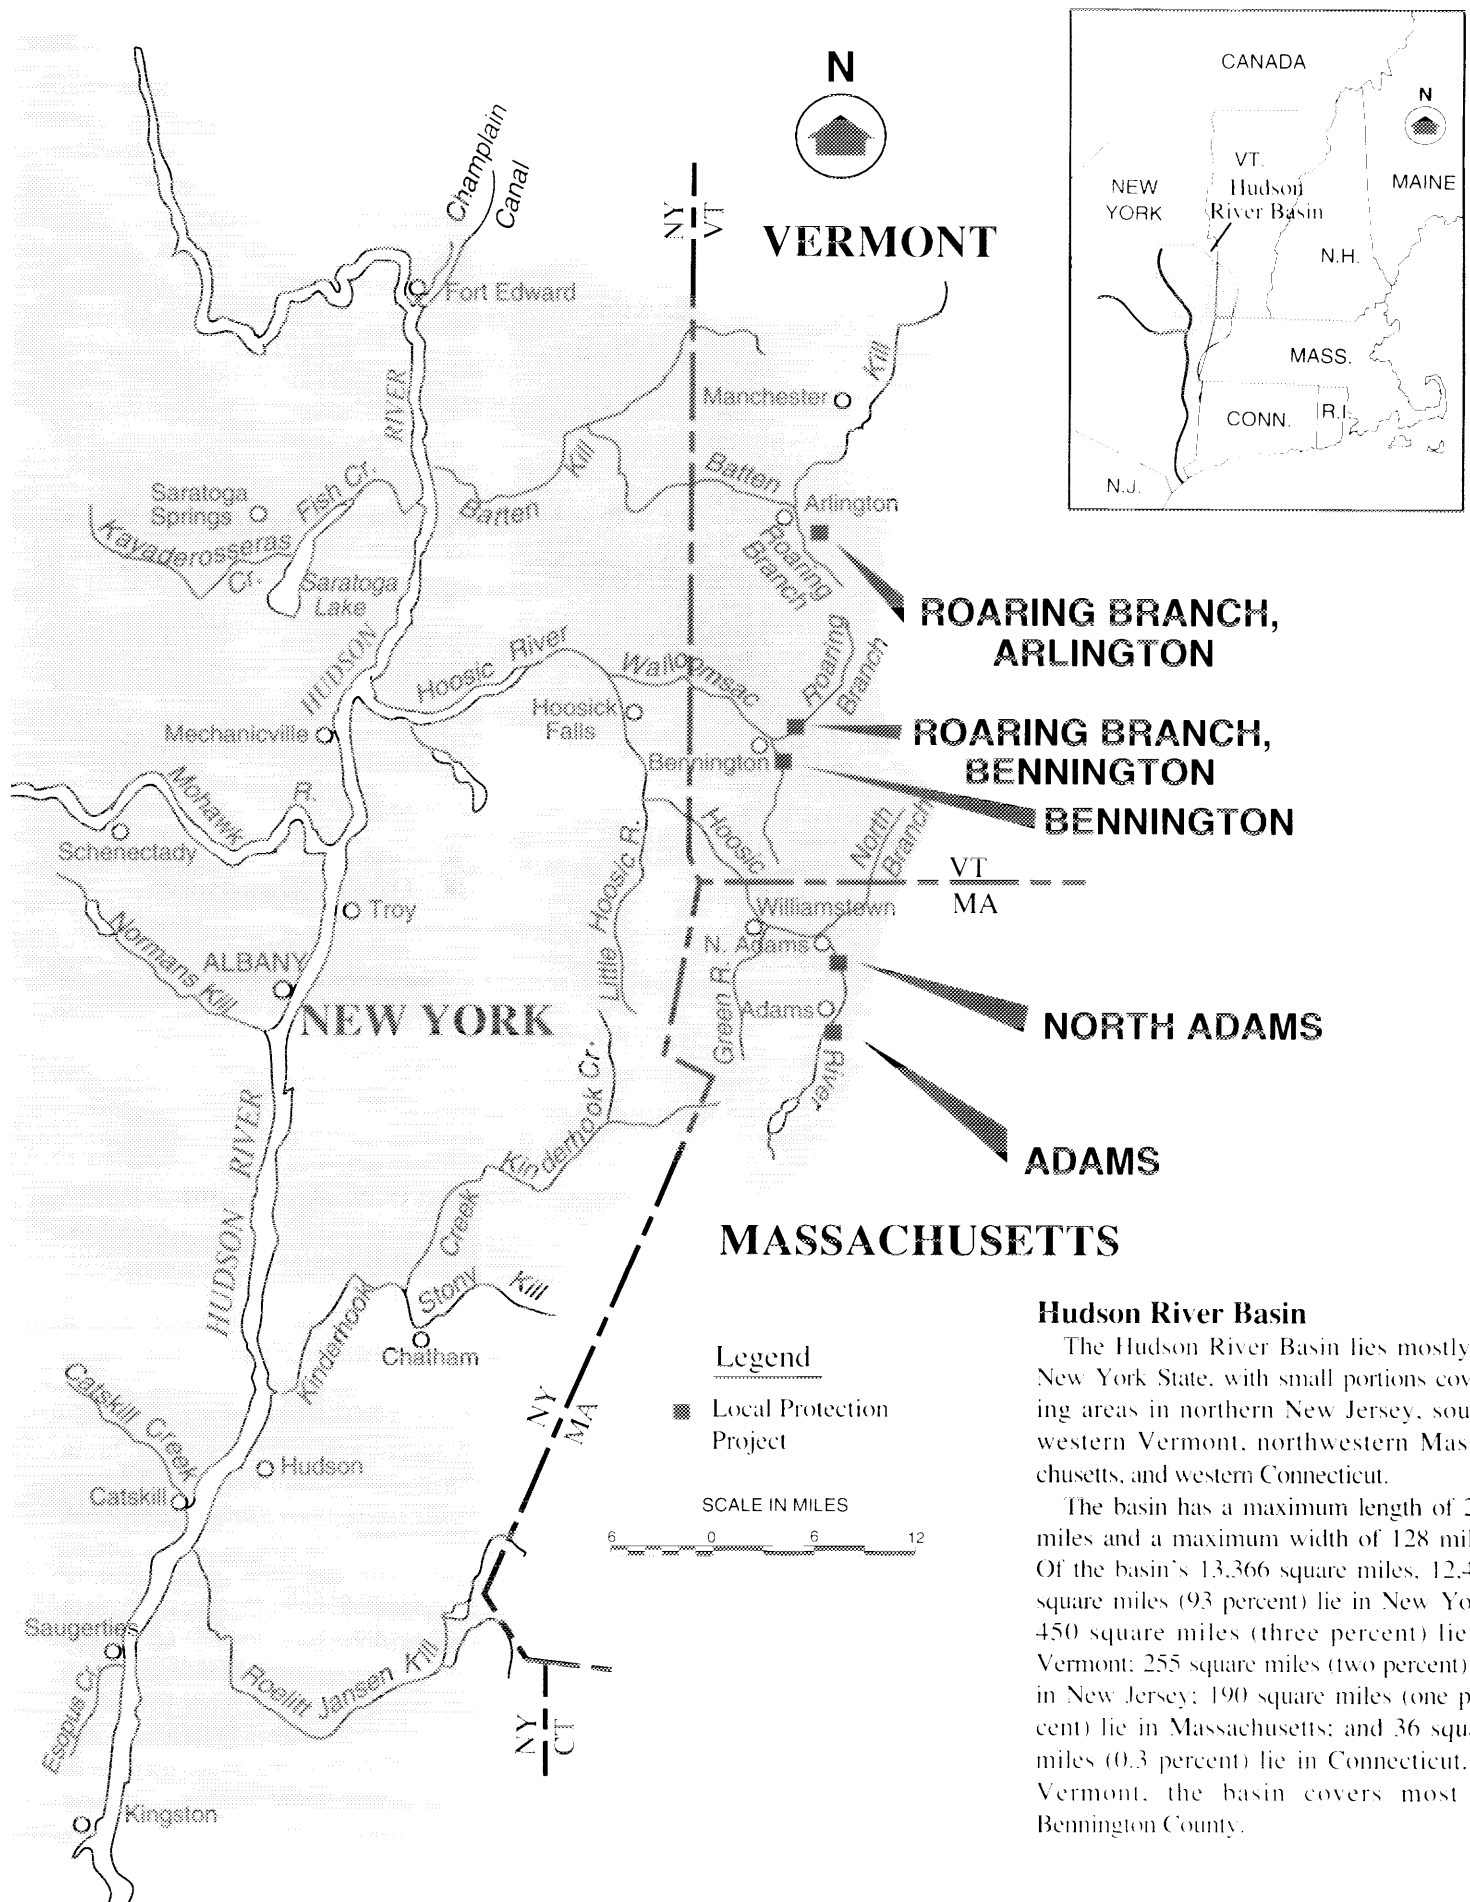 N
CANADA
N
VT.
MAINE
NEW
YORK
Hudson
River Basin
N.H.
MASS.
CONN.
R.I.
N.J.
Champlain
Canal
NY
VT
VERMONT
Fort Edward
RIVER
Kill
Manchester
Kill
Batten
Batten
Arlington
Saratoga
Springs
Fish Cr.
Kayaderosseras
Cr.
Saratoga
Lake
Roaring
Branch
ROARING BRANCH,
ARLINGTON
HUDSON
Hoosic River
Walloomsac
Roaring
Branch
Hoosick
Falls
Mechanicville
ROARING BRANCH,
BENNINGTON
Bennington
BENNINGTON
Mohawk
R.
Schenectady
Hoosic
North
Branch
VT
MA
Little Hoosic R.
Williamstown
Troy
N. Adams
Normans Kill
ALBANY
NEW YORK
Green R.
Adams
NORTH ADAMS
River
Kinderhook Cr.
ADAMS
HUDSON RIVER
Creek
MASSACHUSETTS
Stony Kill
Kinderhook
Chatham
Catskill Creek
NY
MA
Hudson
Catskill
Legend
Local Protection
Project
SCALE IN MILES
6 0 6 12
Saugerties
Roeliff Jansen Kill
Esopus Cr.
NY
CT
Kingston
Hudson River Basin
The Hudson River Basin lies mostly
New York State, with small portions cov
ing areas in northern New Jersey, sou
western Vermont, northwestern Mas
chusetts, and western Connecticut.
The basin has a maximum length of 2
miles and a maximum width of 128 mil
Of the basin's 13,366 square miles, 12,4
square miles (93 percent) lie in New Yo
450 square miles (three percent) lie
Vermont; 255 square miles (two percent)
in New Jersey; 190 square miles (one p
cent) lie in Massachusetts; and 36 squ
miles (0.3 percent) lie in Connecticut.
Vermont, the basin covers most
Bennington County.